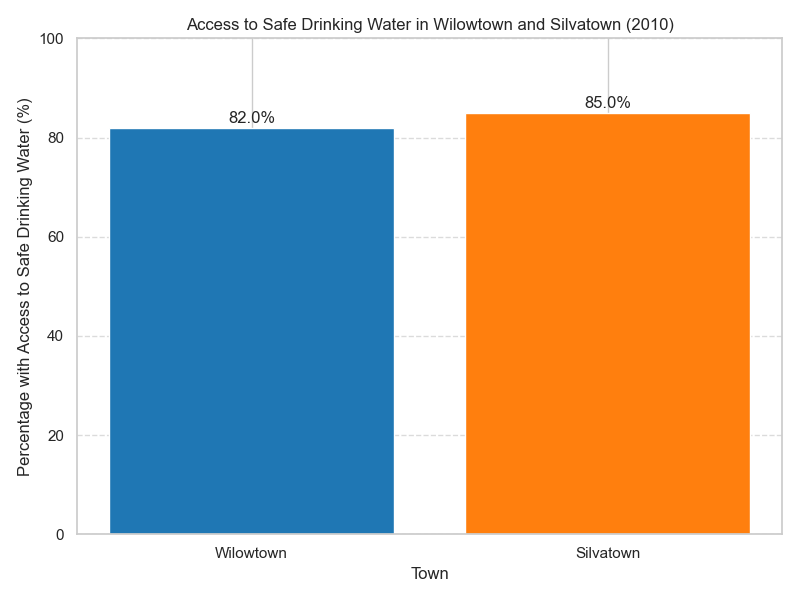 Access to Safe Drinking Water in Wilowtown and Silvatown (2010)
Percentage with Access to Safe Drinking Water (%)
100
80
60
40
20
0
82.0%
85.0%
Wilowtown
Silvatown
Town